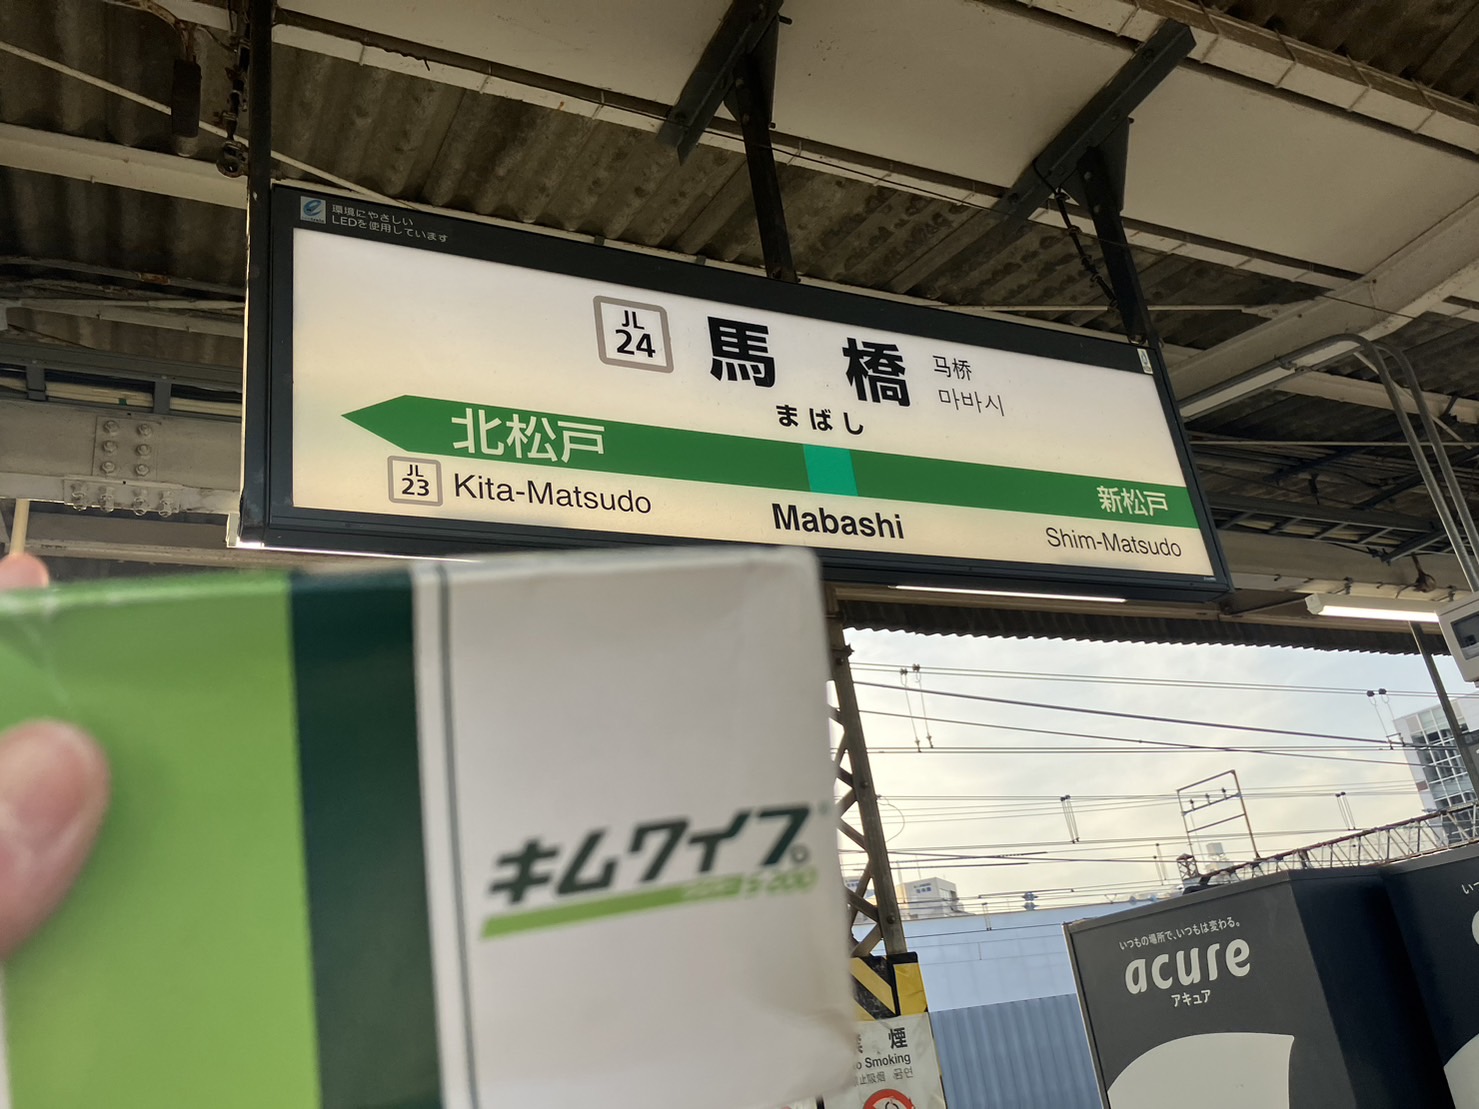 環境にやさしい
LEDを使用しています
JL
24
馬橋
马桥
마바시
まばし
北松戸
新松戸
JL
23
Kita-Matsudo
Mabashi
Shim-Matsudo
キムワイプ®
S-200
いつもの場所で、いつもは変わる。
acure
アキュア
煙
Smoking